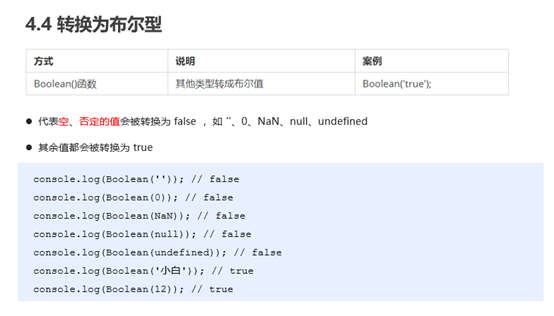 4.4 转换为布尔型
方式 说明 案例
Boolean()函数 其他类型转成布尔值 Boolean('true');
● 代表空、否定的值会被转换为 false ，如 ''、0、NaN、null、undefined
● 其余值都会被转换为 true
console.log(Boolean('')); // false
console.log(Boolean(0)); // false
console.log(Boolean(NaN)); // false
console.log(Boolean(null)); // false
console.log(Boolean(undefined)); // false
console.log(Boolean('小白')); // true
console.log(Boolean(12)); // true